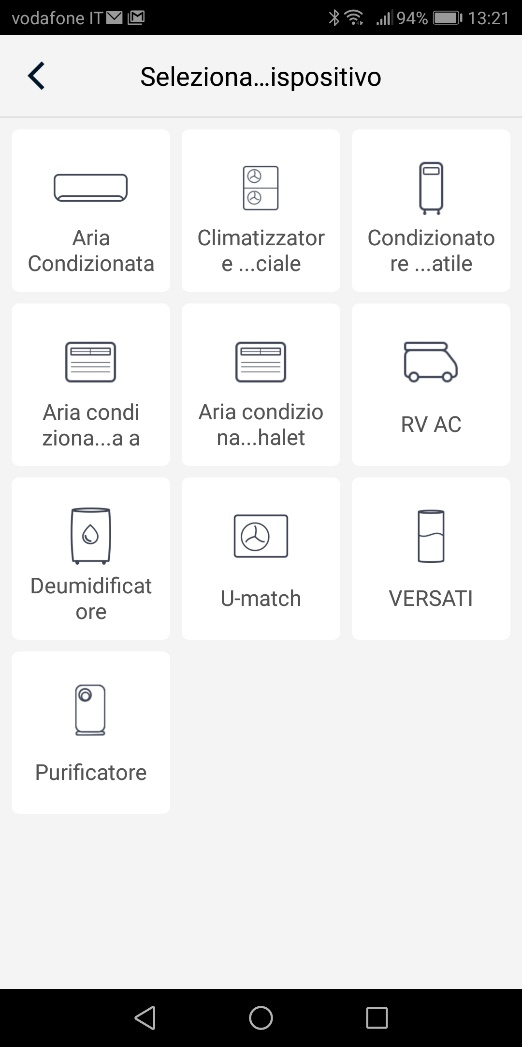 vodafone IT 94% 13:21
Seleziona...ispositivo
Aria
Condizionata
Climatizzator
e ...ciale
Condizionato
re ...atile
Aria condi
ziona...a a
Aria condizio
na...halet
RV AC
Deumidificat
ore
U-match
VERSATI
Purificatore